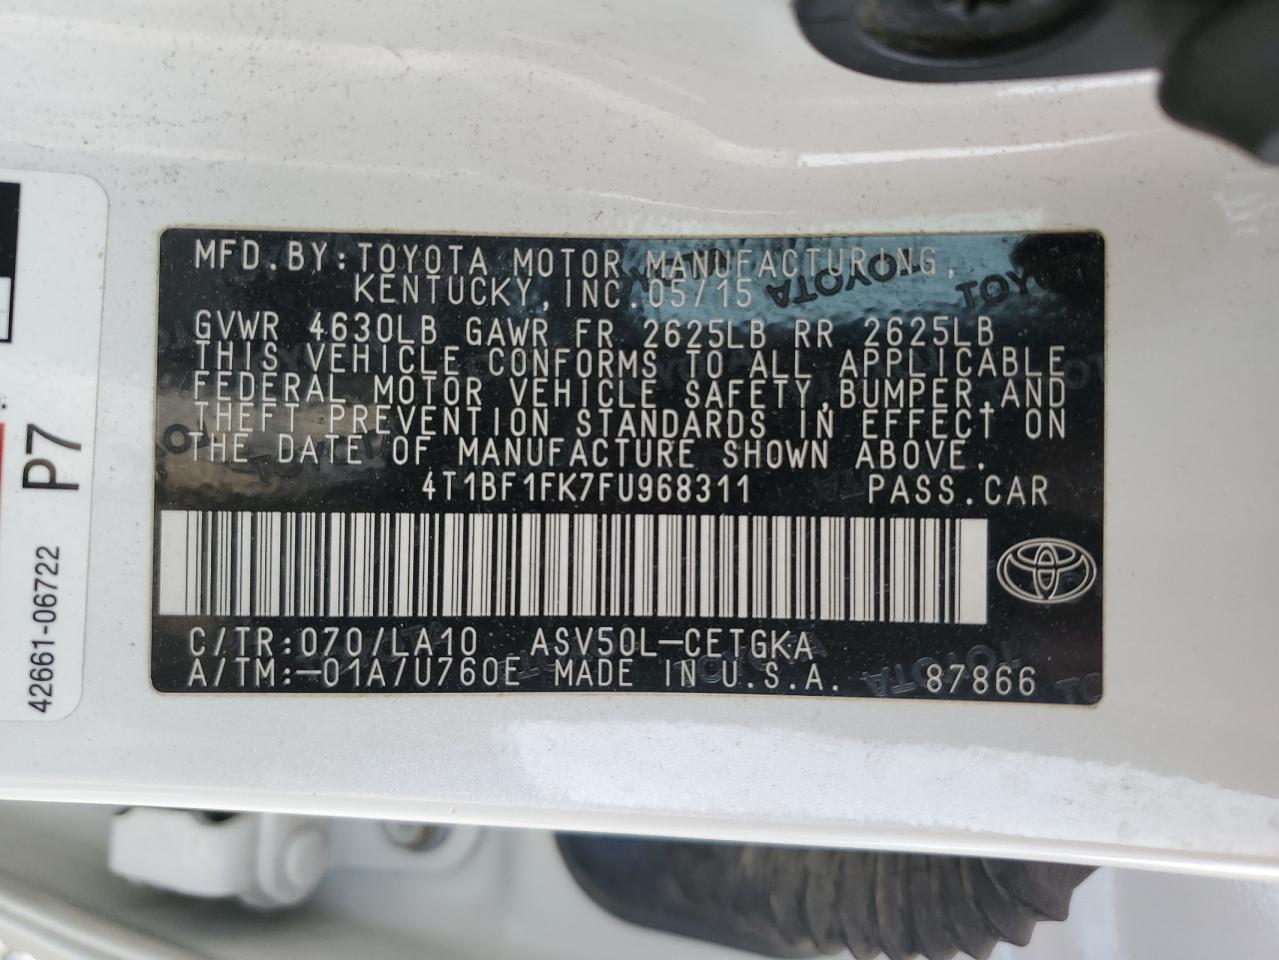 MFD.BY:TOYOTA MOTOR MANUFACTURING,
KENTUCKY,INC.05/15
GVWR 4630LB GAWR FR 2625LB RR 2625LB
THIS VEHICLE CONFORMS TO ALL APPLICABLE
FEDERAL MOTOR VEHICLE SAFETY,BUMPER,AND
THEFT PREVENTION STANDARDS IN EFFECT ON
THE DATE OF MANUFACTURE SHOWN ABOVE.
4T1BF1FK7FU968311 PASS.CAR
C/TR:070/LA10 ASV50L-CETGKA
A/TM:-01A/U760E MADE IN U.S.A. 87866
P7
42661-06722
TOYOTA